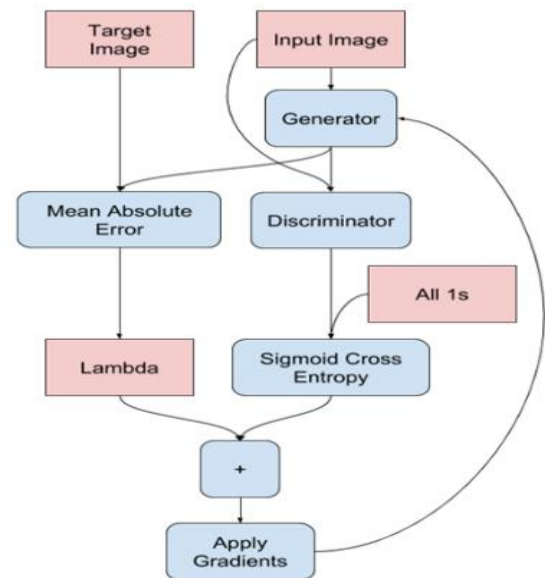 Target
Image
Input Image
Generator
Mean Absolute
Error
Discriminator
All 1s
Lambda
Sigmoid Cross
Entropy
+
Apply
Gradients